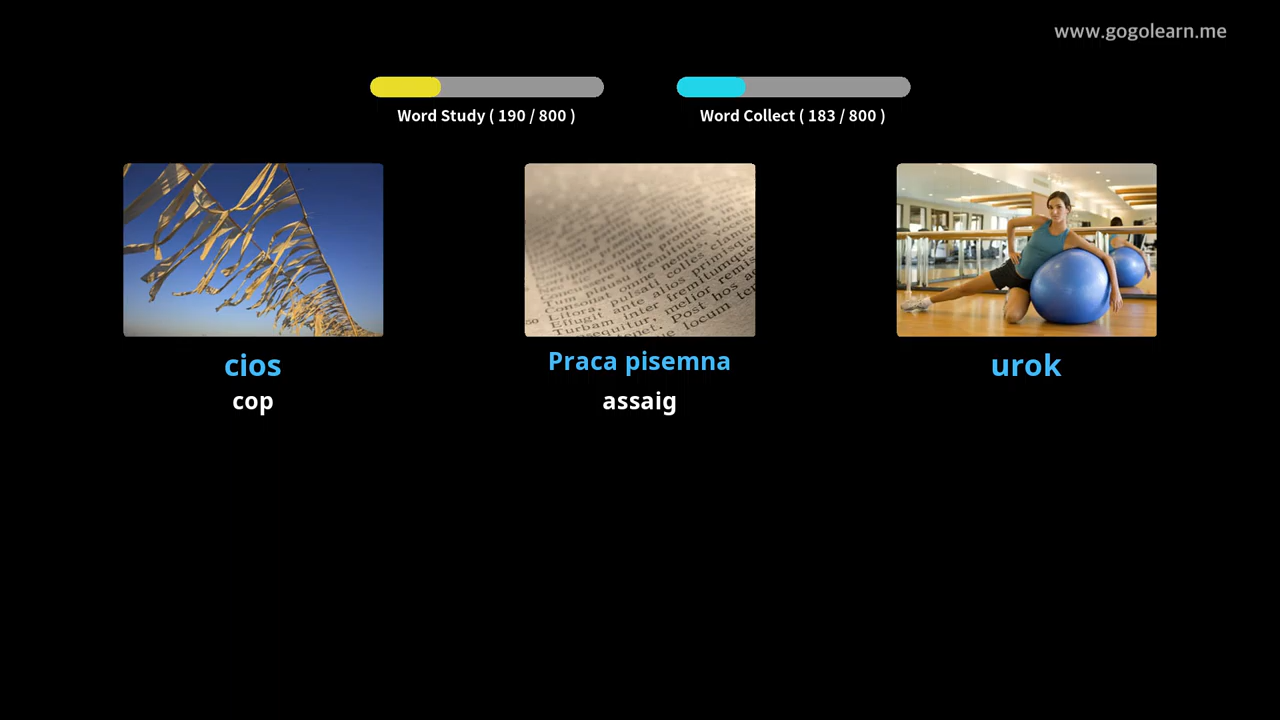 www.gogolearn.me
Word Study ( 190 / 800 )
Word Collect ( 183 / 800 )
cios
cop
Praca pisemna
assaig
urok